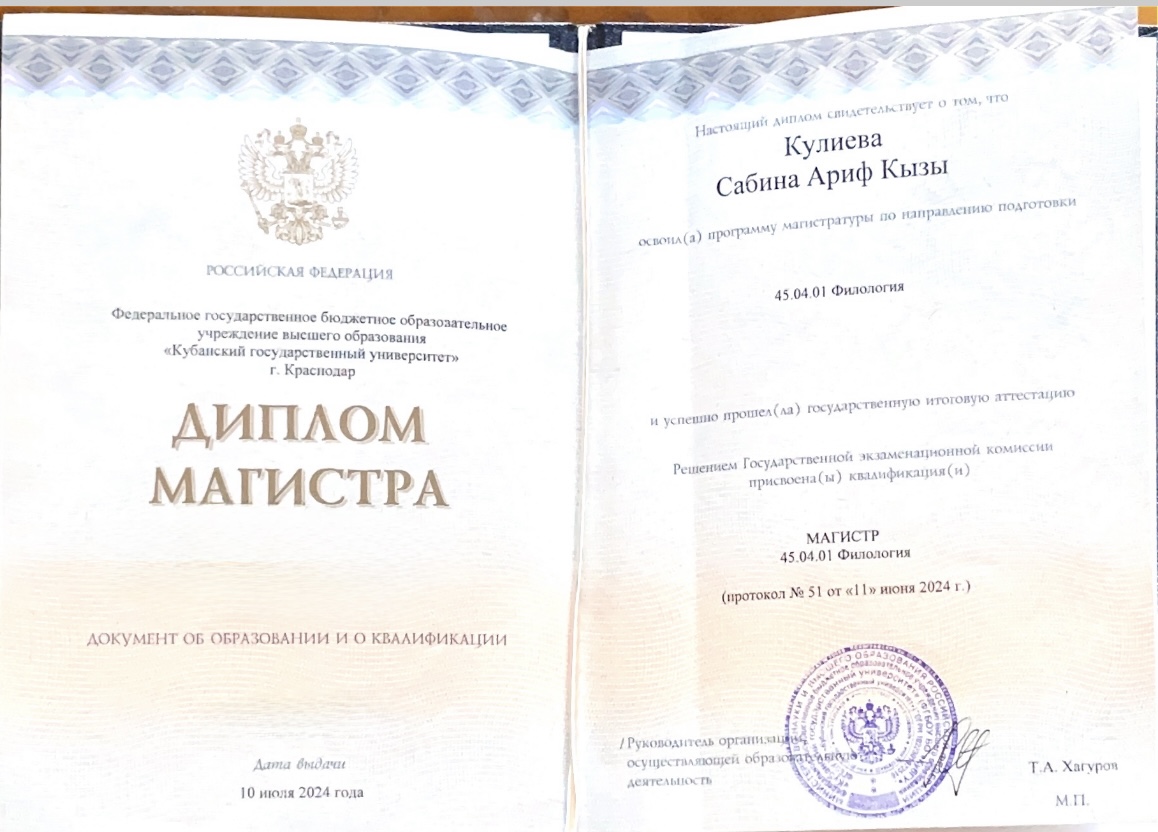 РОССИЙСКАЯ ФЕДЕРАЦИЯ
Федеральное государственное бюджетное образовательное
учреждение высшего образования
«Кубанский государственный университет»
г. Краснодар
ДИПЛОМ
МАГИСТРА
ДОКУМЕНТ ОБ ОБРАЗОВАНИИ И О КВАЛИФИКАЦИИ
Дата выдачи
10 июля 2024 года
Настоящий диплом свидетельствует о том, что
Кулиева
Сабина Ариф Кызы
освоил(а) программу магистратуры по направлению подготовки
45.04.01 Филология
и успешно прошел(ла) государственную итоговую аттестацию
Решением Государственной экзаменационной комиссии
присвоена(ы) квалификация(и)
МАГИСТР
45.04.01 Филология
(протокол № 51 от «11» июня 2024 г.)
/Руководитель организации,
осуществляющей образовательную
деятельность
Т.А. Хагуров
М.П.